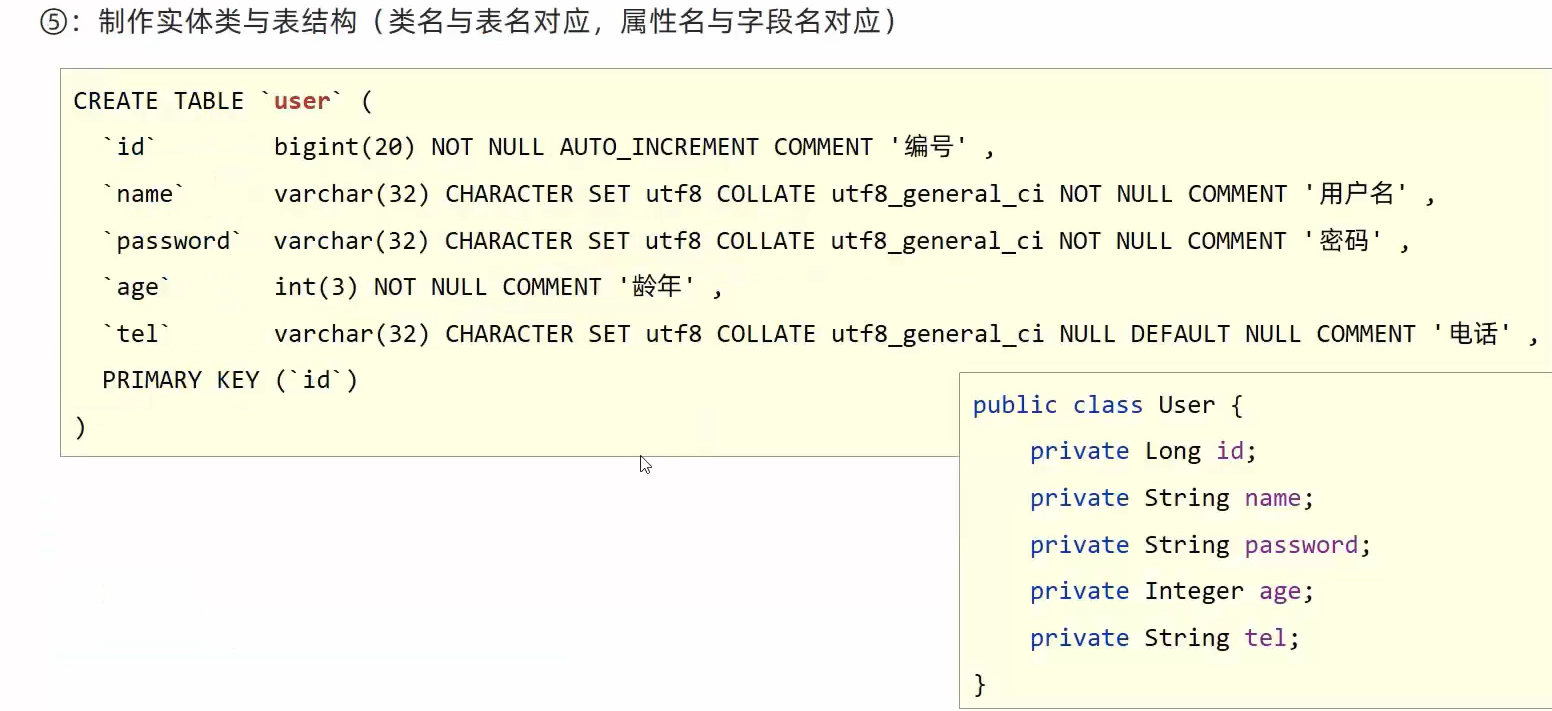 ⑤：制作实体类与表结构（类名与表名对应，属性名与字段名对应）
CREATE TABLE `user` (
`id` bigint(20) NOT NULL AUTO_INCREMENT COMMENT '编号' ,
`name` varchar(32) CHARACTER SET utf8 COLLATE utf8_general_ci NOT NULL COMMENT '用户名' ,
`password` varchar(32) CHARACTER SET utf8 COLLATE utf8_general_ci NOT NULL COMMENT '密码' ,
`age` int(3) NOT NULL COMMENT '龄年' ,
`tel` varchar(32) CHARACTER SET utf8 COLLATE utf8_general_ci NULL DEFAULT NULL COMMENT '电话' ,
PRIMARY KEY (`id`)
)
public class User {
private Long id;
private String name;
private String password;
private Integer age;
private String tel;
}